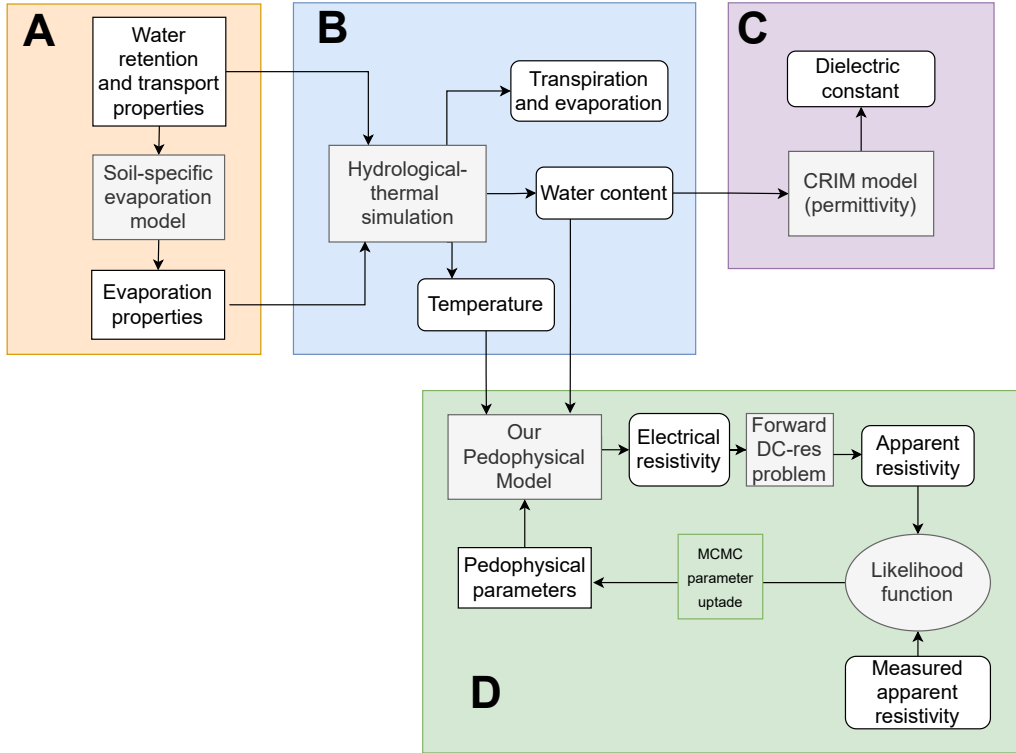 A
Water
retention
and transport
properties
Soil-specific
evaporation
model
Evaporation
properties
B
Transpiration
and evaporation
Hydrological-
thermal
simulation
Water content
Temperature
C
Dielectric
constant
CRIM model
(permittivity)
Our
Pedophysical
Model
Electrical
resistivity
Forward
DC-res
problem
Apparent
resistivity
Pedophysical
parameters
MCMC
parameter
uptade
Likelihood
function
D
Measured
apparent
resistivity